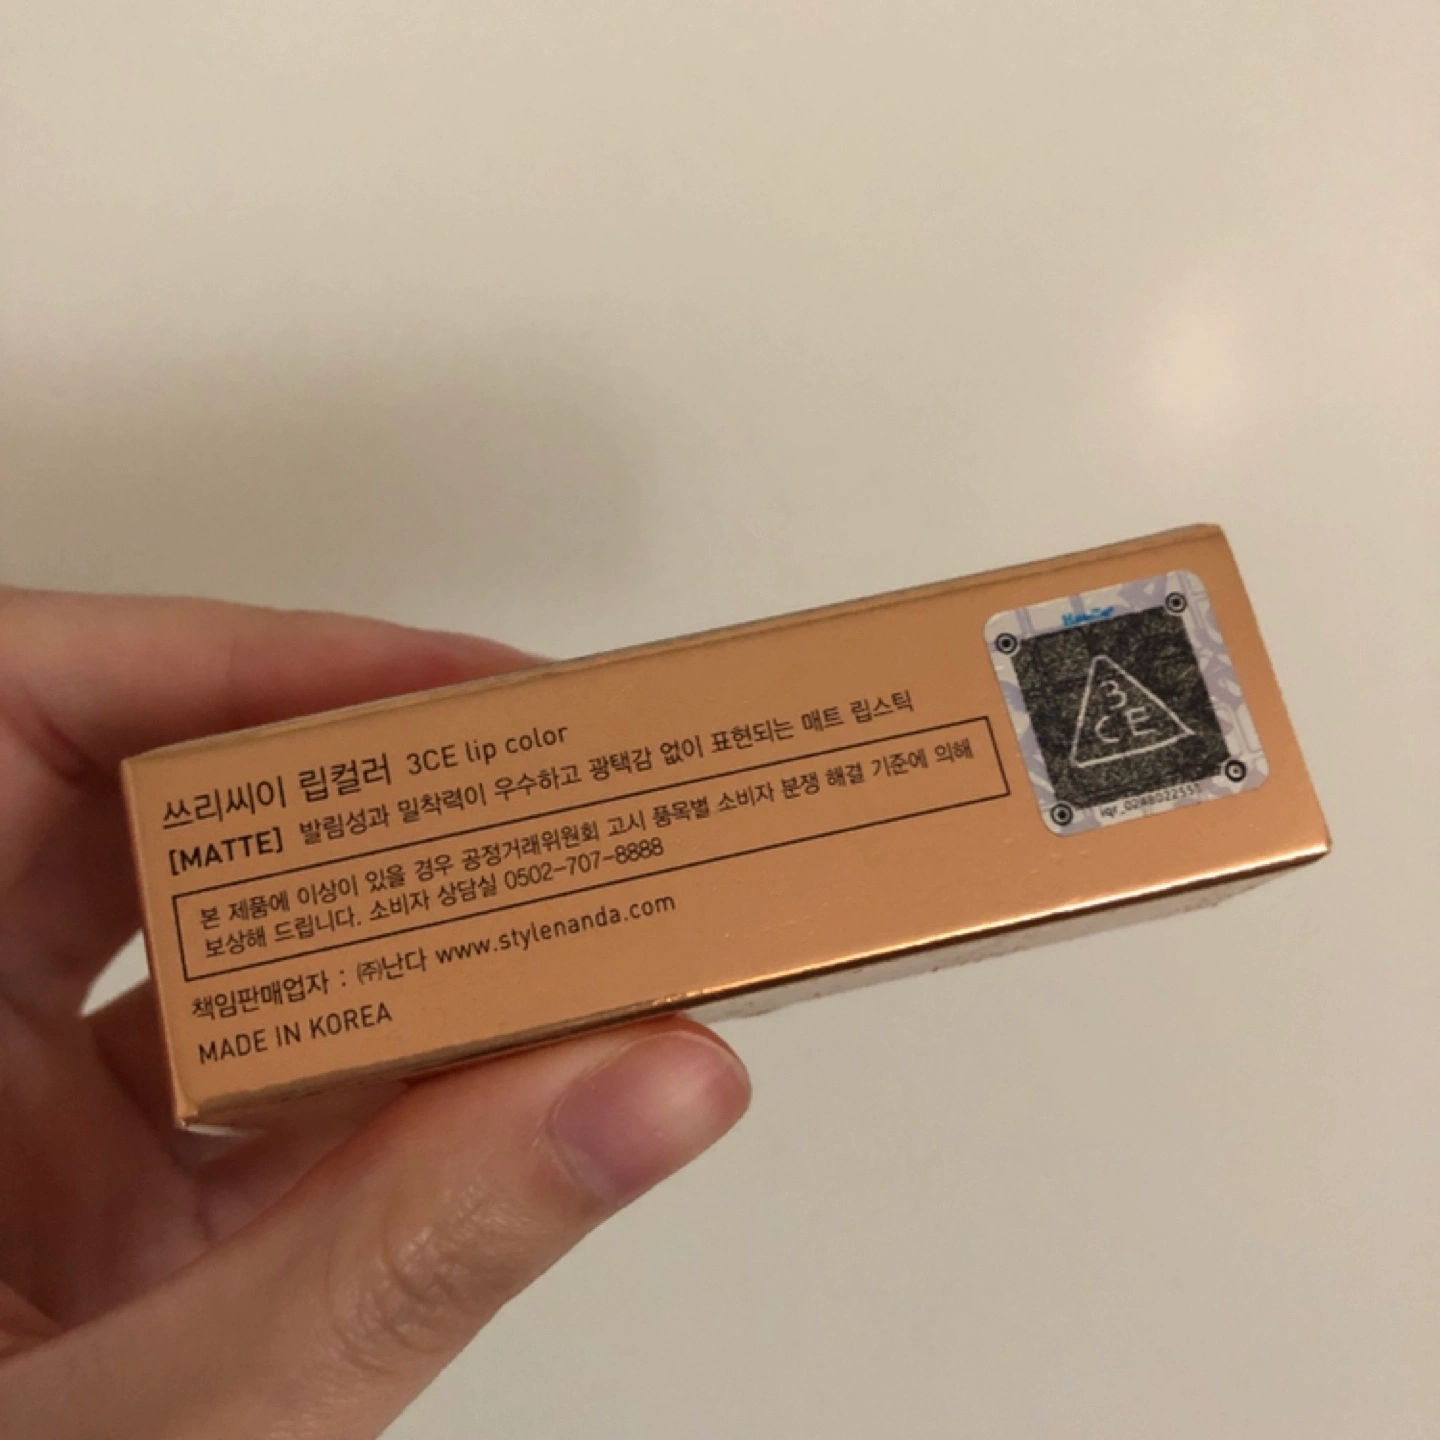 쓰리씨이 립컬러 3CE lip color
[MATTE] 발림성과 밀착력이 우수하고 광택감 없이 표현되는 매트 립스틱
본 제품에 이상이 있을 경우 공정거래위원회 고시 품목별 소비자 분쟁 해결 기준에 의해
보상해 드립니다. 소비자 상담실 0502-707-8888
책임판매업자 : ㈜난다 www.stylenanda.com
MADE IN KOREA
3
CE